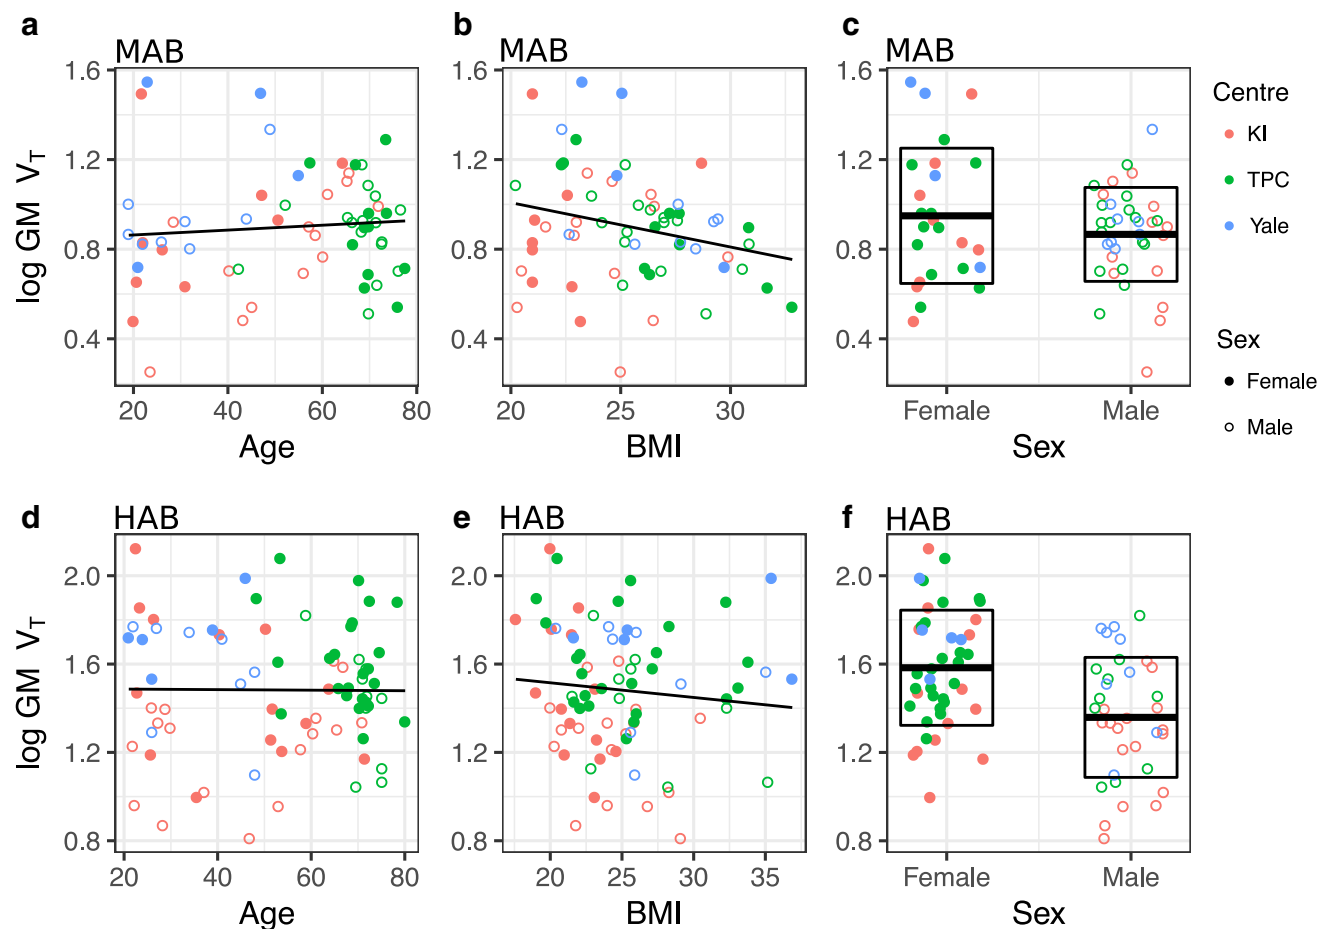 a
MAB
1.6
1.2
0.8
0.4
log GM V_T
20
40
60
80
Age
b
MAB
1.6
1.2
0.8
0.4
20
25
30
BMI
c
MAB
1.6
1.2
0.8
0.4
Female
Male
Sex
Centre
KI
TPC
Yale
Sex
Female
Male
d
HAB
2.0
1.6
1.2
0.8
log GM V_T
20
40
60
80
Age
e
HAB
2.0
1.6
1.2
0.8
20
25
30
35
BMI
f
HAB
2.0
1.6
1.2
0.8
Female
Male
Sex